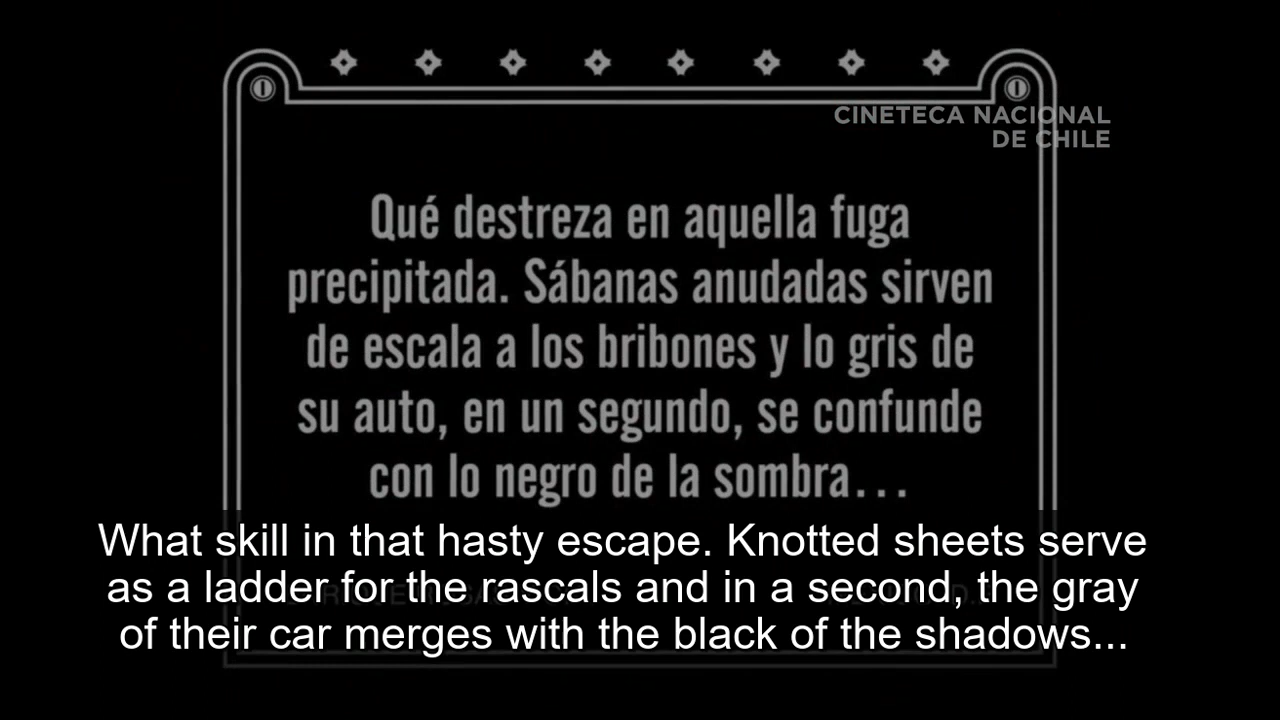 CINETECA NACIONAL
DE CHILE
Qué destreza en aquella fuga
precipitada. Sábanas anudadas sirven
de escala a los bribones y lo gris de
su auto, en un segundo, se confunde
con lo negro de la sombra...
What skill in that hasty escape. Knotted sheets serve
as a ladder for the rascals and in a second, the gray
of their car merges with the black of the shadows...